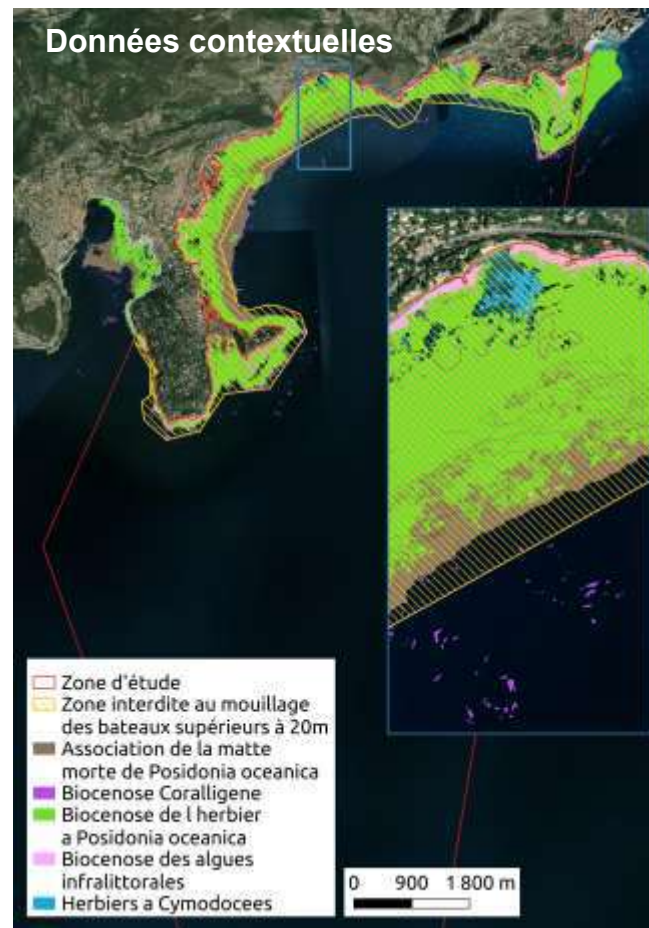 Données contextuelles
Zone d'étude
Zone interdite au mouillage
des bateaux supérieurs à 20m
Association de la matte
morte de Posidonia oceanica
Biocenose Coralligene
Biocenose de l herbier
a Posidonia oceanica
Biocenose des algues
infralittorales
Herbiers a Cymodocees
0 900 1 800 m